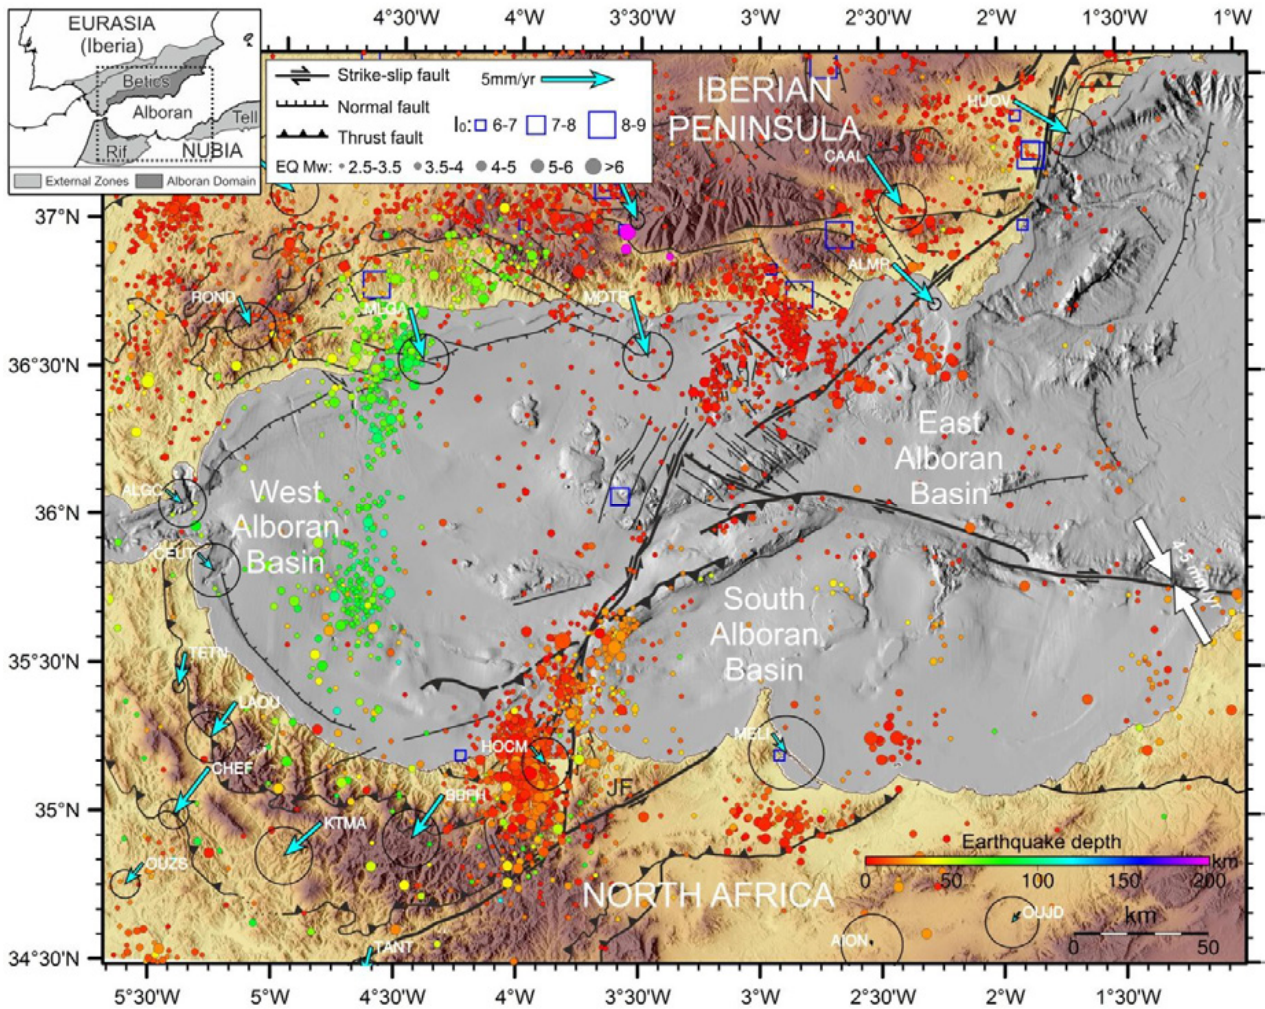 4°30'W 4°0'W 3°30'W 3°0'W 2°30'W 2°0'W 1°30'W 1°0'W
EURASIA
(Iberia)
Betics
Alboran
Tell
Rif
NUBIA
External Zones Alboran Domain
Strike-slip fault
5mm/yr
Normal fault
I₀: 6-7 7-8 8-9
Thrust fault
EQ Mw: 2.5-3.5 3.5-4 4-5 5-6 >6
IBERIAN
PENINSULA
HUOV
CAAL
37°N
ALMR
ROND
MLGA
MOTR
36°30'N
East
Alboran
Basin
West
Alboran
Basin
ALGC
36°N
CEUT
4-5 mm/yr
South
Alboran
Basin
35°30'N
TETN
LAOU
MELI
HOCM
CHEF
JF
BBFH
35°N
KTMA
Earthquake depth
km
0 50 100 150 200
OUZS
NORTH AFRICA
OUJD
km
0 50
AION
TANT
34°30'N
5°30'W 5°W 4°30'W 4°W 3°30'W 3°W 2°30'W 2°W 1°30'W